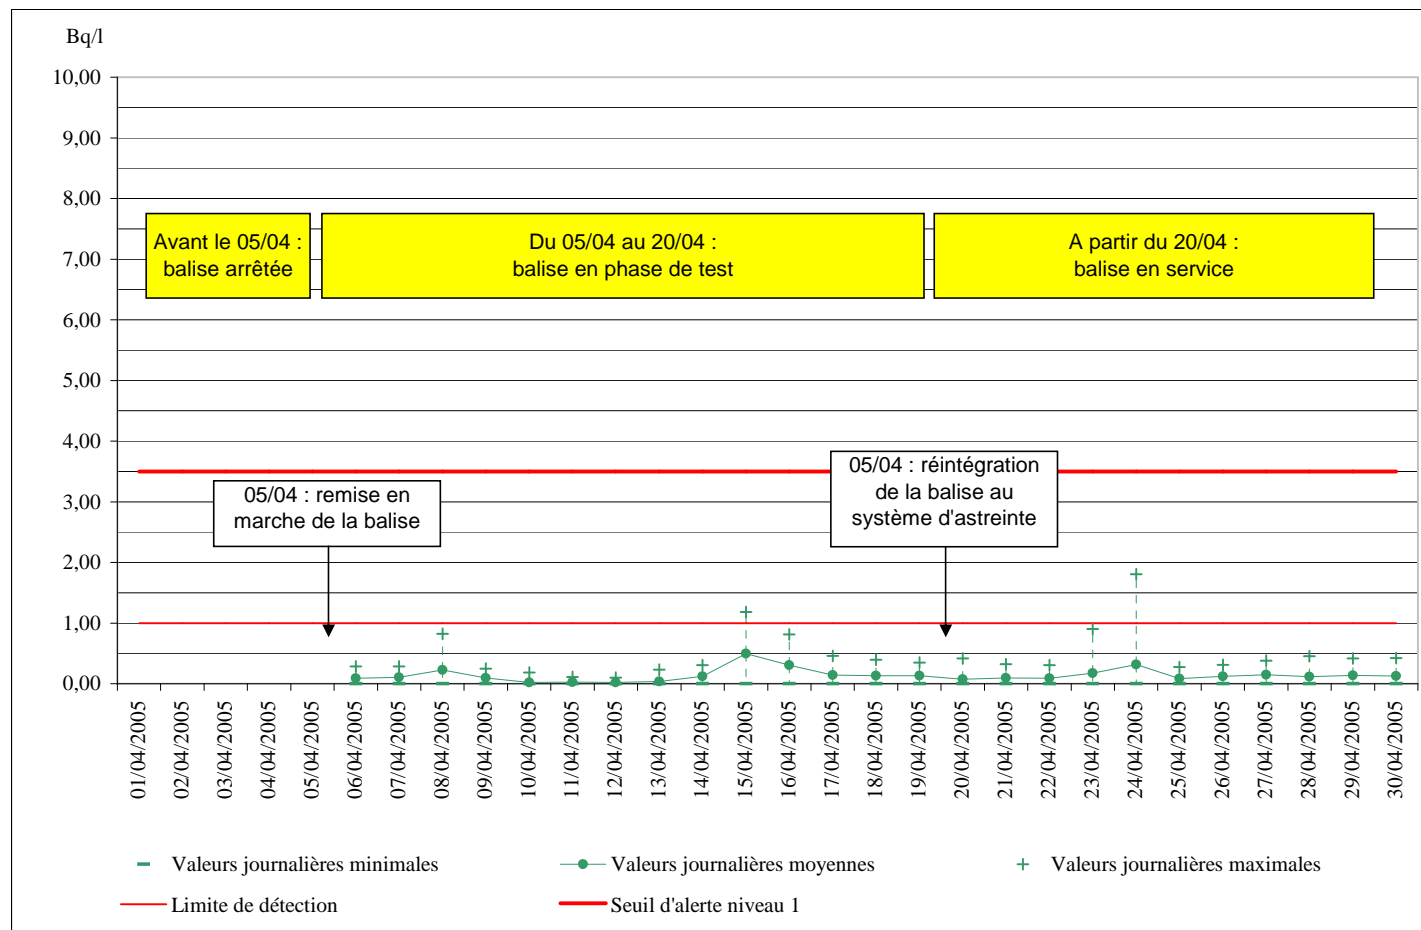 Bq/l
10,00
9,00
8,00
7,00
6,00
5,00
4,00
3,00
2,00
1,00
0,00
Avant le 05/04 :
balise arrêtée
Du 05/04 au 20/04 :
balise en phase de test
A partir du 20/04 :
balise en service
05/04 : remise en
marche de la balise
05/04 : réintégration
de la balise au
système d'astreinte
01/04/2005
02/04/2005
03/04/2005
04/04/2005
05/04/2005
06/04/2005
07/04/2005
08/04/2005
09/04/2005
10/04/2005
11/04/2005
12/04/2005
13/04/2005
14/04/2005
15/04/2005
16/04/2005
17/04/2005
18/04/2005
19/04/2005
20/04/2005
21/04/2005
22/04/2005
23/04/2005
24/04/2005
25/04/2005
26/04/2005
27/04/2005
28/04/2005
29/04/2005
30/04/2005
Valeurs journalières minimales
Valeurs journalières moyennes
Valeurs journalières maximales
Limite de détection
Seuil d'alerte niveau 1